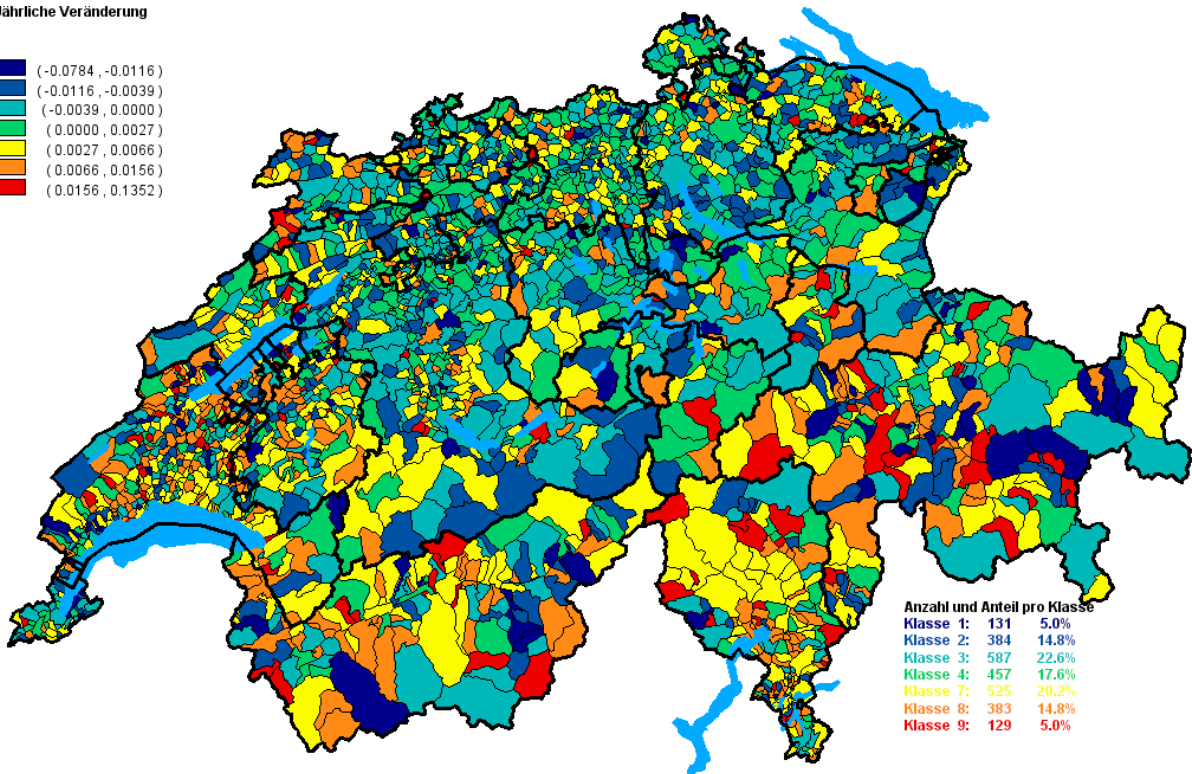 Jährliche Veränderung
(-0.0784 , -0.0116 )
(-0.0116 , -0.0039 )
(-0.0039 , 0.0000 )
( 0.0000 , 0.0027 )
( 0.0027 , 0.0066 )
( 0.0066 , 0.0156 )
( 0.0156 , 0.1352 )
Anzahl und Anteil pro Klasse
Klasse 1: 131 5.0%
Klasse 2: 384 14.8%
Klasse 3: 587 22.6%
Klasse 4: 457 17.6%
Klasse 7: 525 20.2%
Klasse 8: 383 14.8%
Klasse 9: 129 5.0%